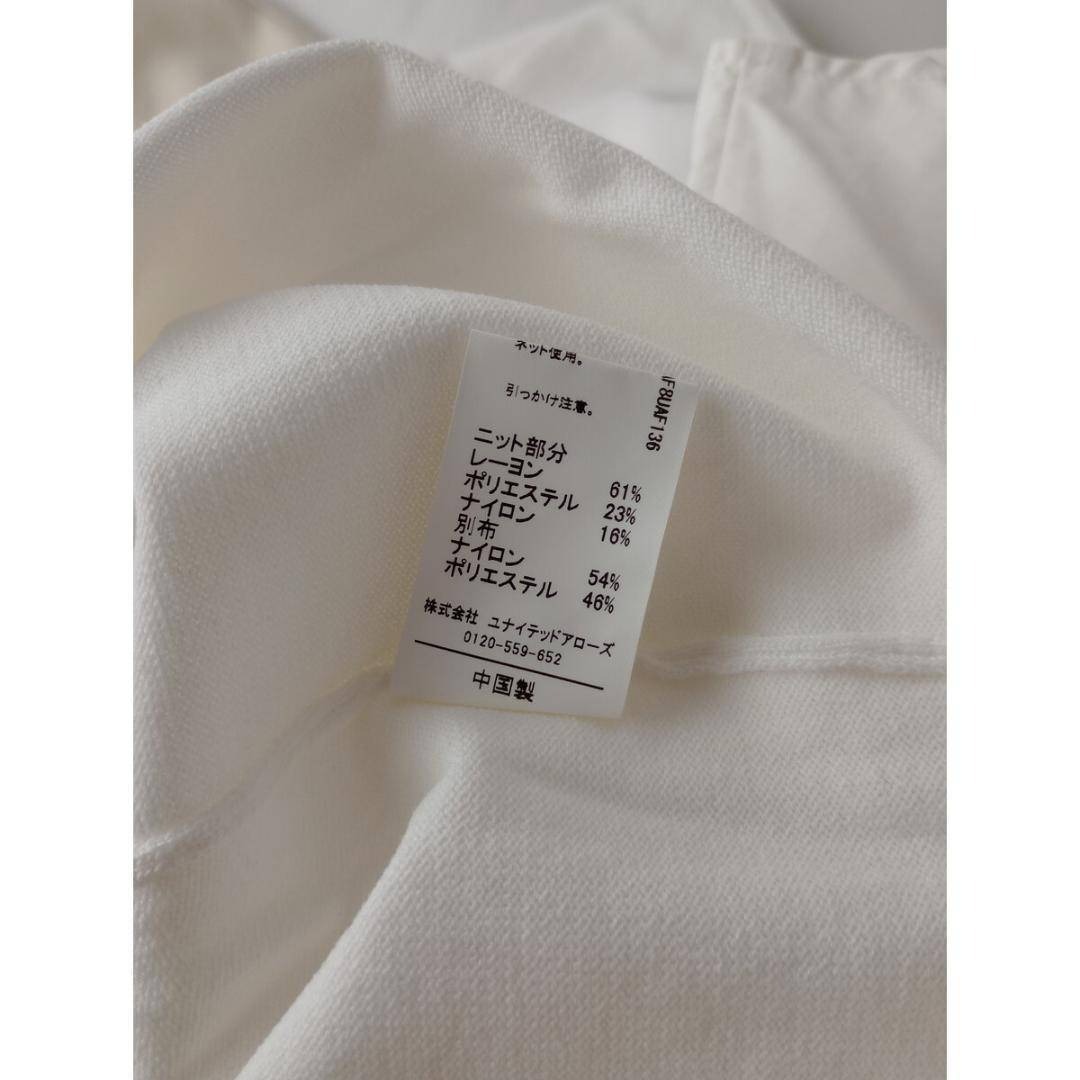 ネット使用。
引っかけ注意。
ニット部分
レーヨン 61%
ポリエステル 23%
ナイロン 16%
別布
ナイロン 54%
ポリエステル 46%
株式会社 ユナイテッドアローズ
0120-559-652
中国製
F8UAF136